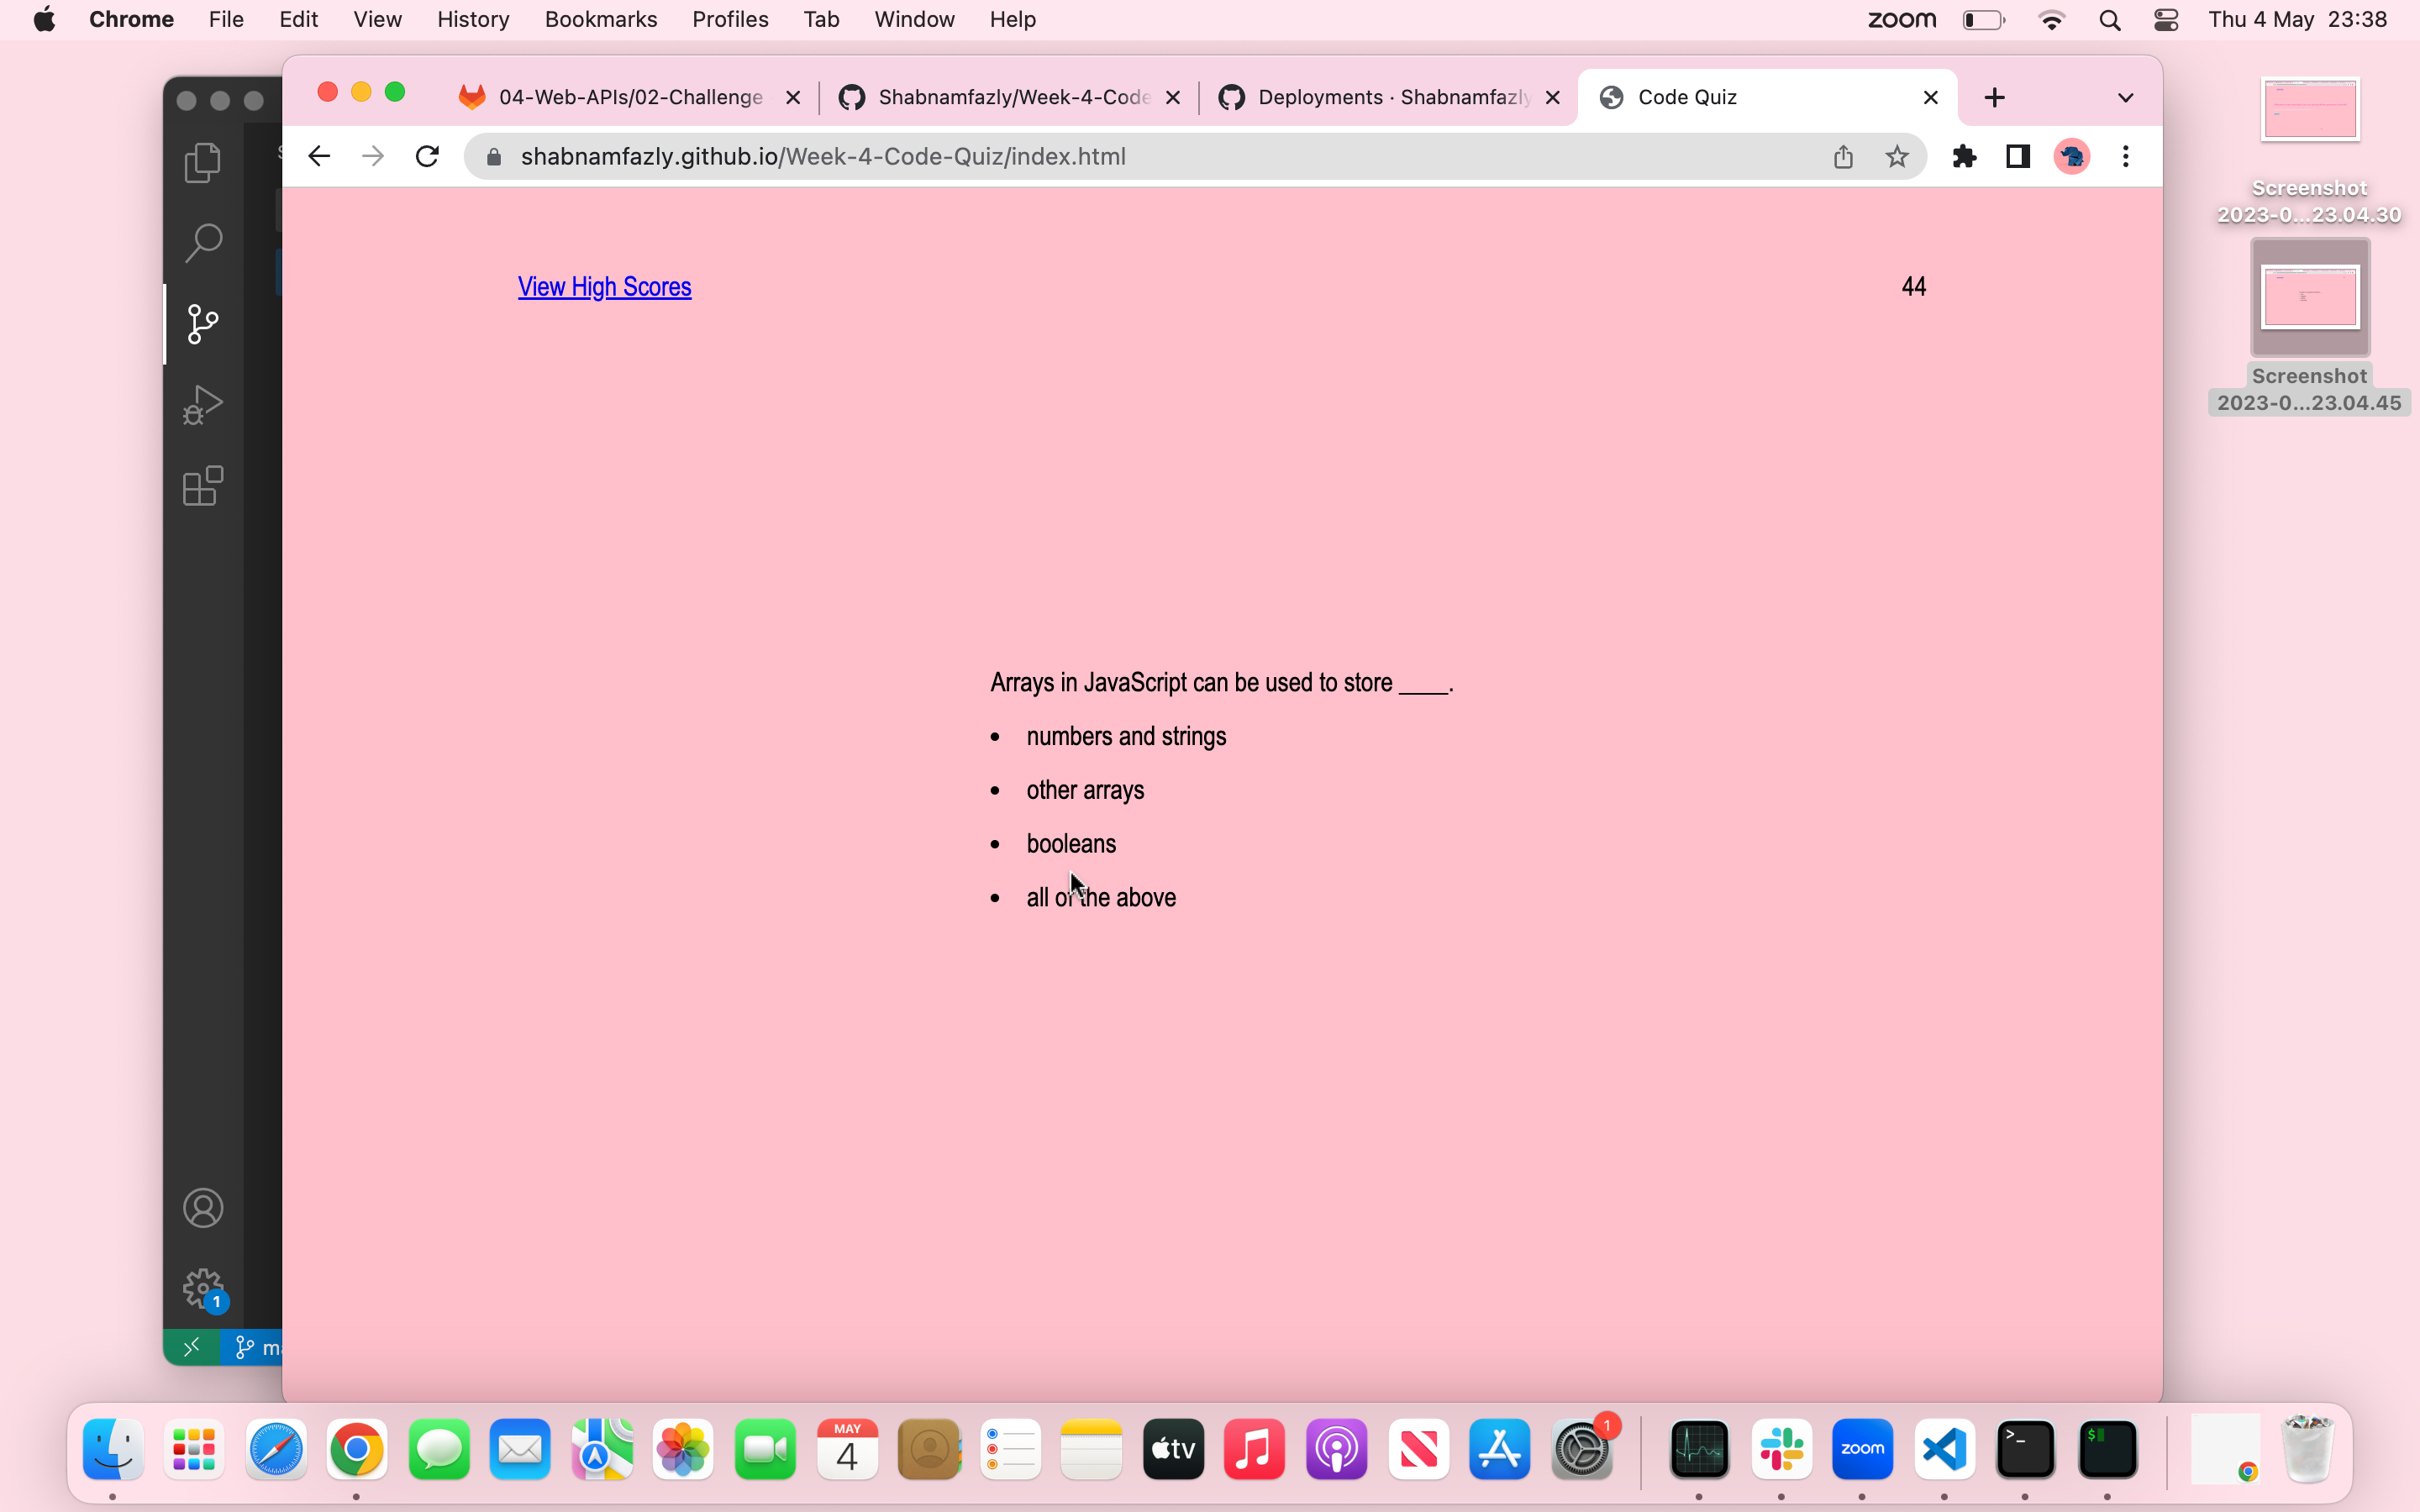 Chrome File Edit View History Bookmarks Profiles Tab Window Help zoom Thu 4 May 23:38
04-Web-APIs/02-Challenge Shabnamfazly/Week-4-Code Deployments · Shabnamfazly Code Quiz
shabnamfazly.github.io/Week-4-Code-Quiz/index.html
View High Scores 44
Arrays in JavaScript can be used to store ____.
• numbers and strings
• other arrays
• booleans
• all of the above
Screenshot
2023-0...23.04.30
Screenshot
2023-0...23.04.45
1
MAY
4
tv
1
zoom
>_
$